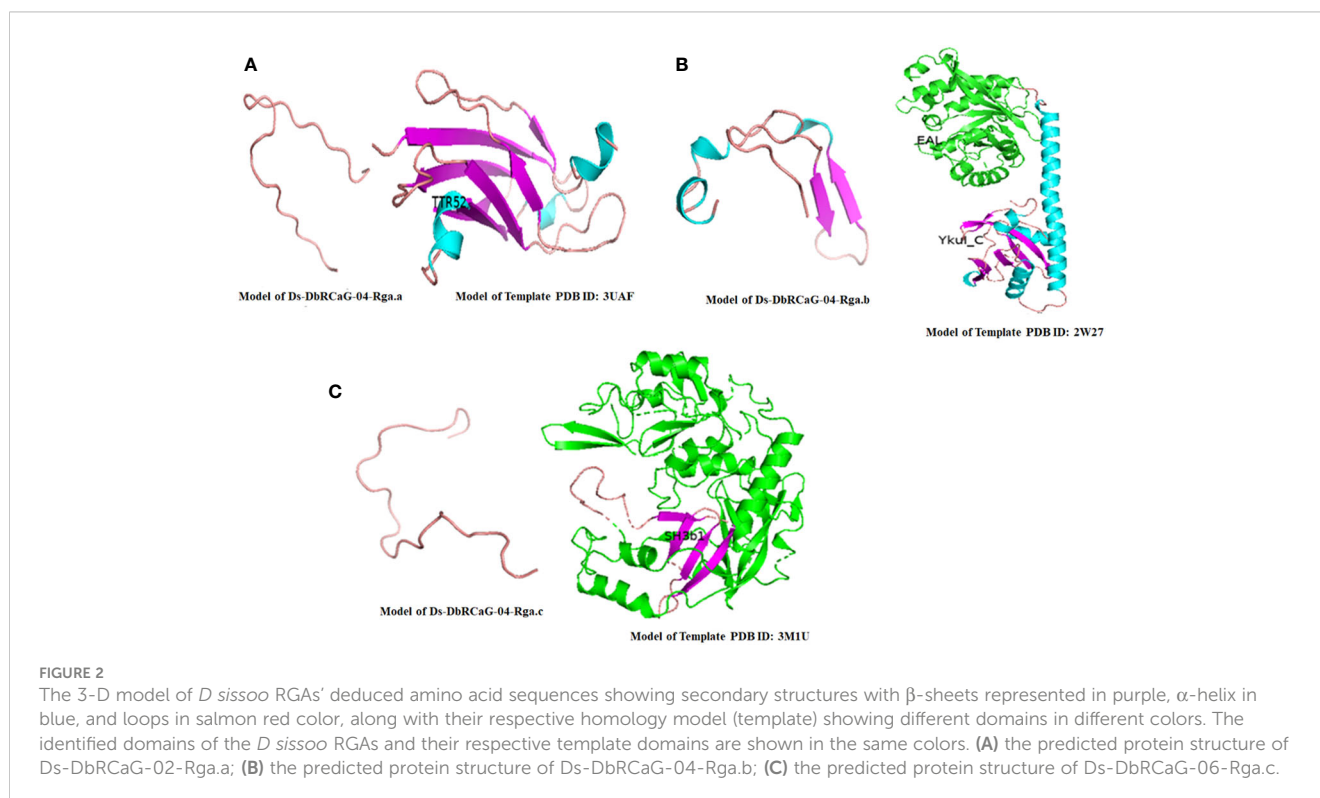 A
TTR52
Model of Ds-DbRCaG-04-Rga.a
Model of Template PDB ID: 3UAF
B
EAL
YkuI_C
Model of Ds-DbRCaG-04-Rga.b
Model of Template PDB ID: 2W27
C
SH3b1
Model of Ds-DbRCaG-04-Rga.c
Model of Template PDB ID: 3M1U
FIGURE 2
The 3-D model of D sissoo RGAs’ deduced amino acid sequences showing secondary structures with β-sheets represented in purple, α-helix in
blue, and loops in salmon red color, along with their respective homology model (template) showing different domains in different colors. The
identified domains of the D sissoo RGAs and their respective template domains are shown in the same colors. (A) the predicted protein structure of
Ds-DbRCaG-02-Rga.a; (B) the predicted protein structure of Ds-DbRCaG-04-Rga.b; (C) the predicted protein structure of Ds-DbRCaG-06-Rga.c.